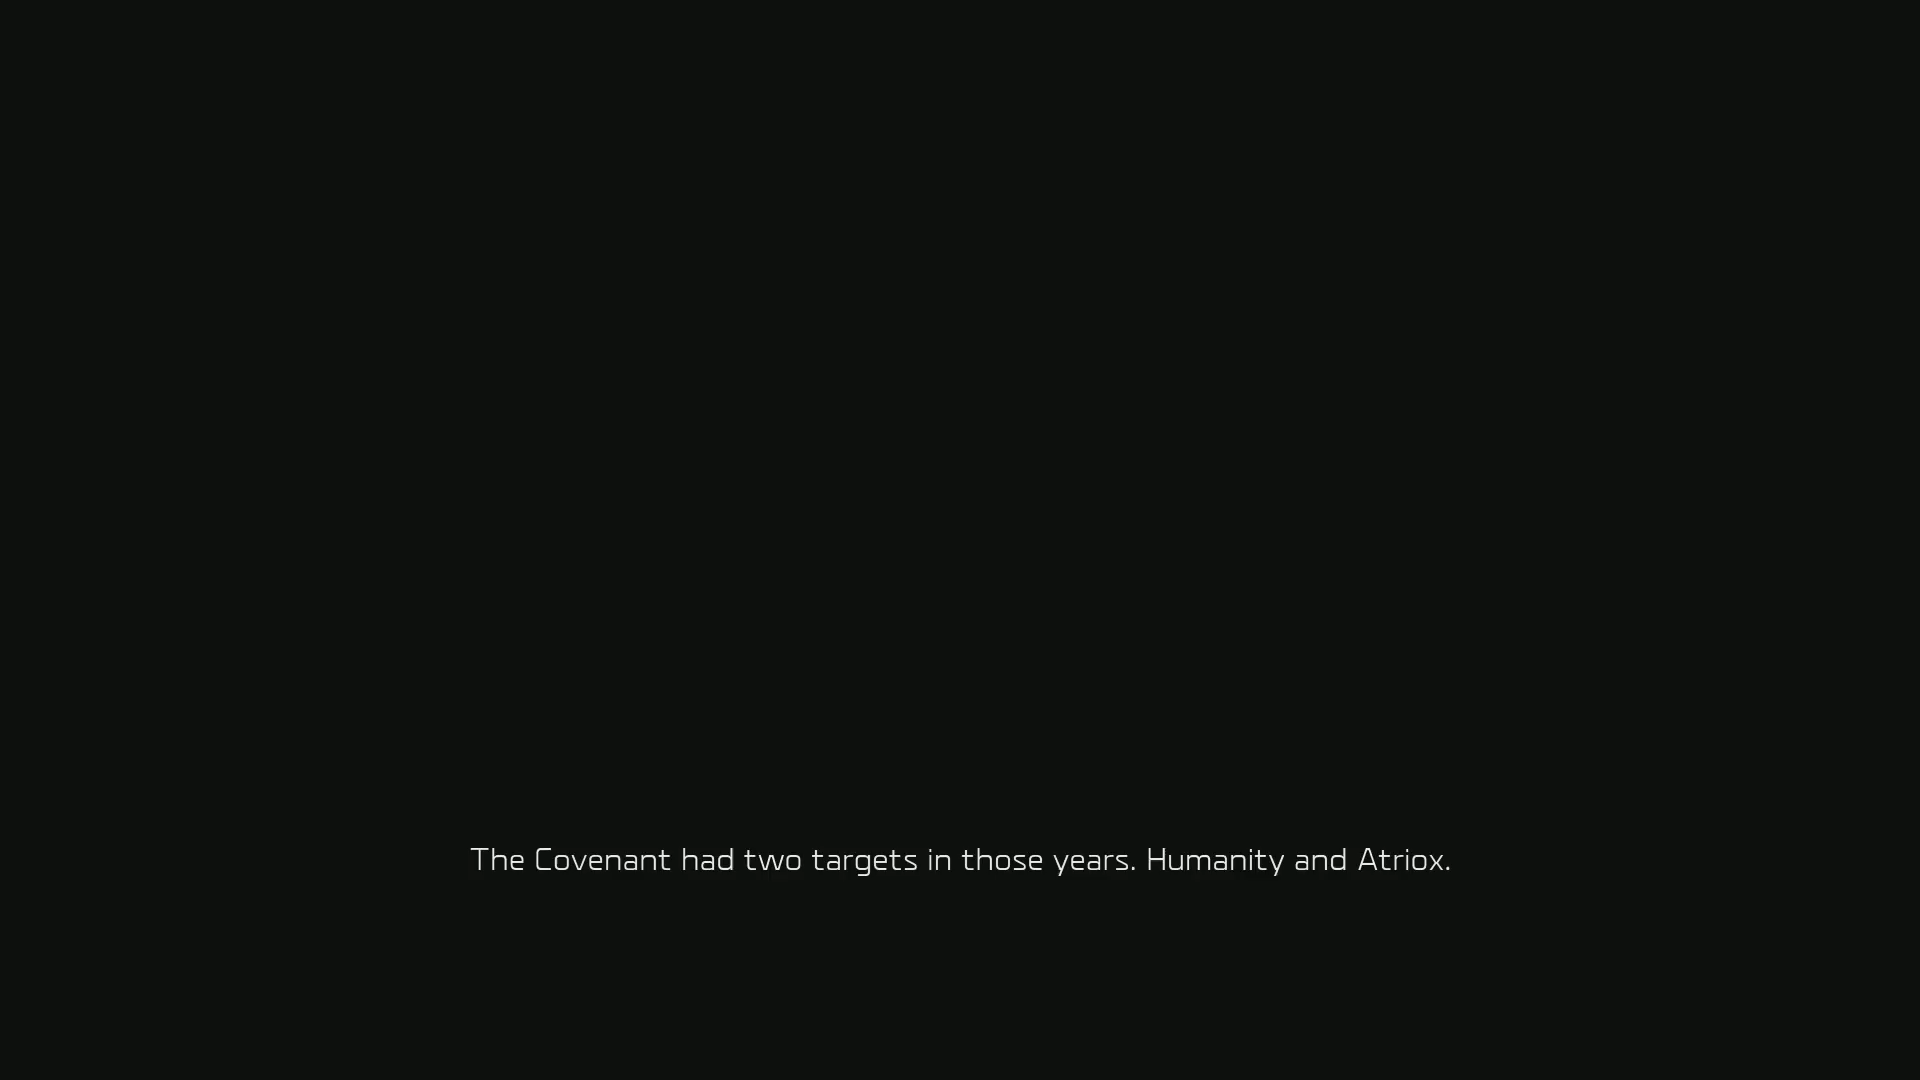 The Covenant had two targets in those years. Humanity and Atriox.